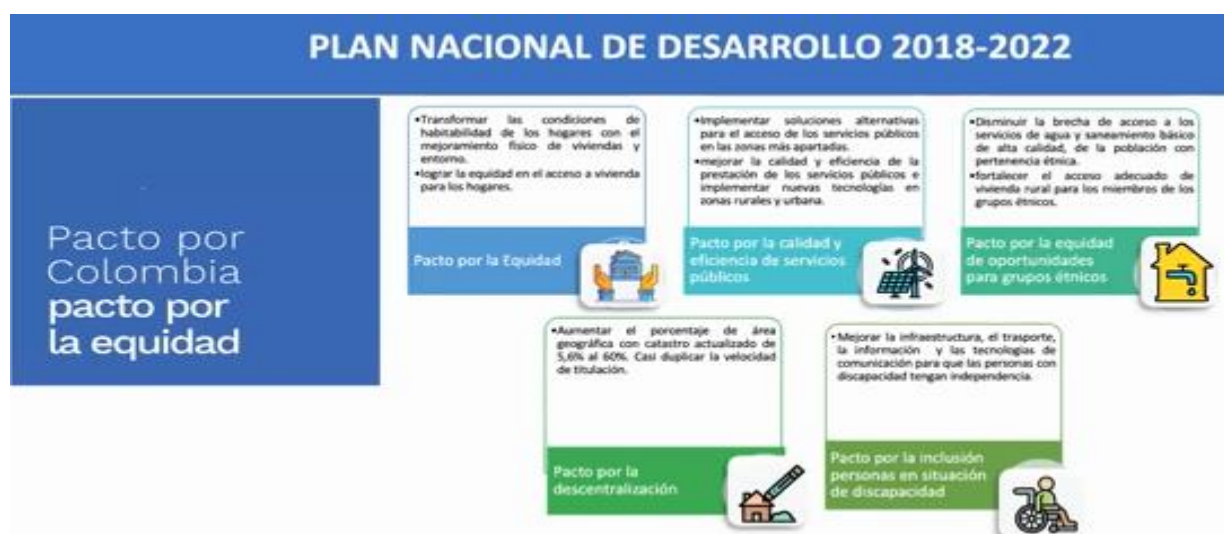 PLAN NACIONAL DE DESARROLLO 2018-2022
Pacto por
Colombia
pacto por
la equidad
•Transformar las condiciones de
habitabilidad de los hogares con el
mejoramiento físico de viviendas y
entorno.
•lograr la equidad en el acceso a vivienda
para los hogares.
Pacto por la Equidad
•Implementar soluciones alternativas
para el acceso de los servicios públicos
en las zonas más apartadas.
•mejorar la calidad y eficiencia de la
prestación de los servicios públicos e
implementar nuevas tecnologías en
zonas rurales y urbana.
Pacto por la calidad y
eficiencia de servicios
públicos
•Disminuir la brecha de acceso a los
servicios de agua y saneamiento básico
de alta calidad, de la población con
pertenencia étnica.
•fortalecer el acceso adecuado de
vivienda rural para los miembros de los
grupos étnicos.
Pacto por la equidad
de oportunidades
para grupos étnicos
•Aumentar el porcentaje de área
geográfica con catastro actualizado de
5,6% al 60%. Casi duplicar la velocidad
de titulación.
Pacto por la
descentralización
•Mejorar la infraestructura, el trasporte,
la información y las tecnologías de
comunicación para que las personas con
discapacidad tengan independencia.
Pacto por la inclusión
personas en situación
de discapacidad